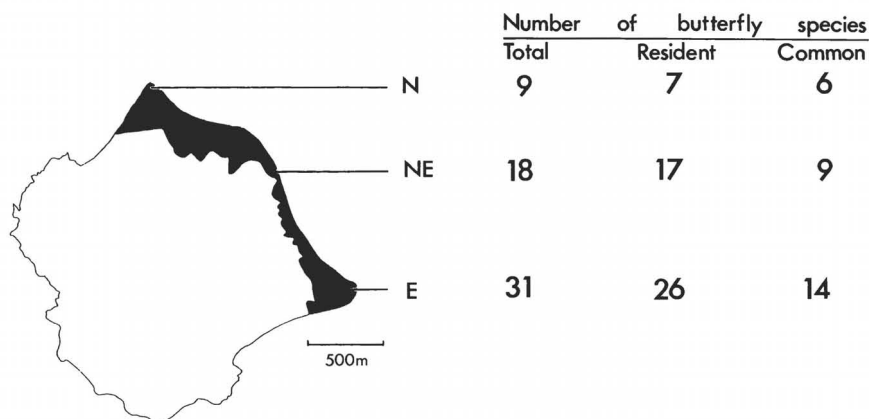 Number of butterfly species
Total Resident Common
N 9 7 6
NE 18 17 9
E 31 26 14
500m